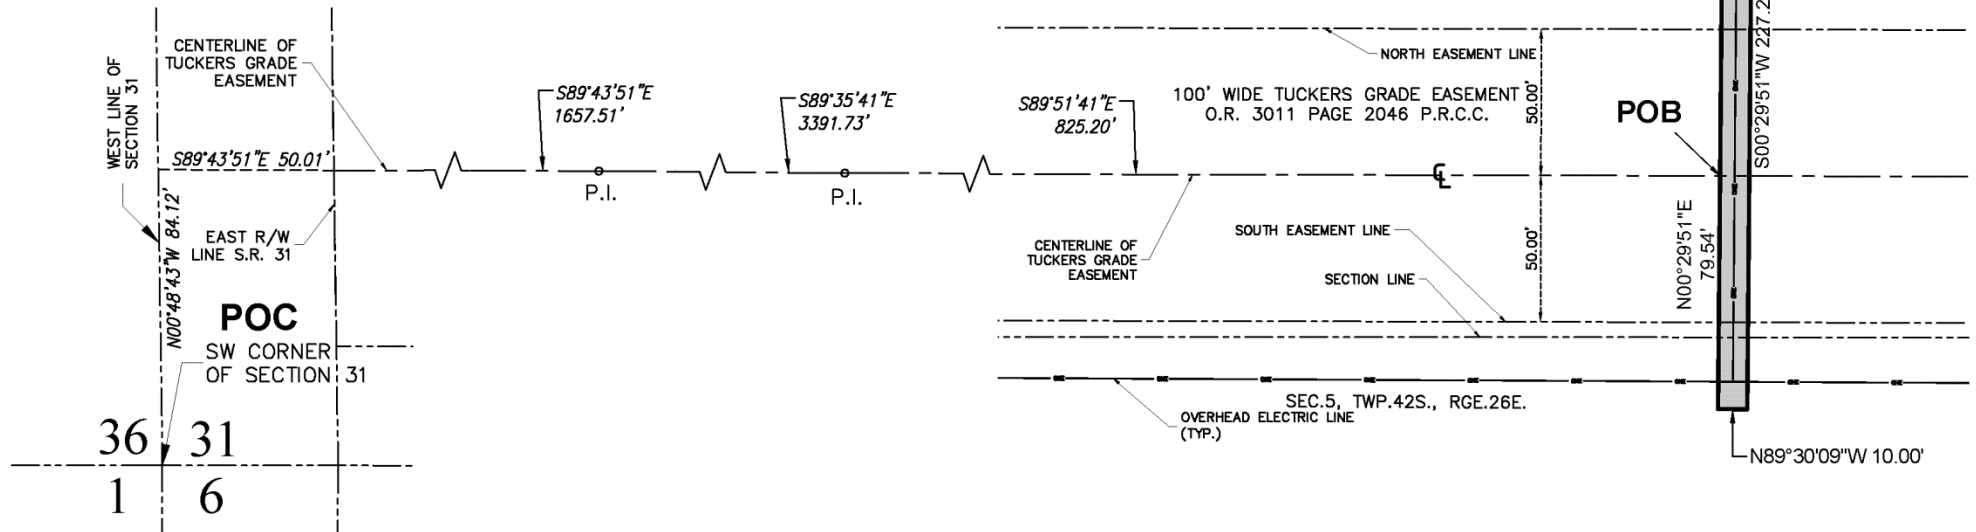 CENTERLINE OF
TUCKERS GRADE
EASEMENT
WEST LINE OF
SECTION 31
S89°43'51"E 50.01'
N00°48'43"W 84.12'
EAST R/W
LINE S.R. 31
POC
SW CORNER
OF SECTION 31
36 31
1 6
S89°43'51"E
1657.51'
P.I.
S89°35'41"E
3391.73'
P.I.
S89°51'41"E
825.20'
NORTH EASEMENT LINE
100' WIDE TUCKERS GRADE EASEMENT
O.R. 3011 PAGE 2046 P.R.C.C.
50.00'
POB
S00°29'51"W 227.2
CL
CENTERLINE OF
TUCKERS GRADE
EASEMENT
SOUTH EASEMENT LINE
SECTION LINE
50.00'
N00°29'51"E
79.54'
SEC.5, TWP.42S., RGE.26E.
OVERHEAD ELECTRIC LINE
(TYP.)
N89°30'09"W 10.00'